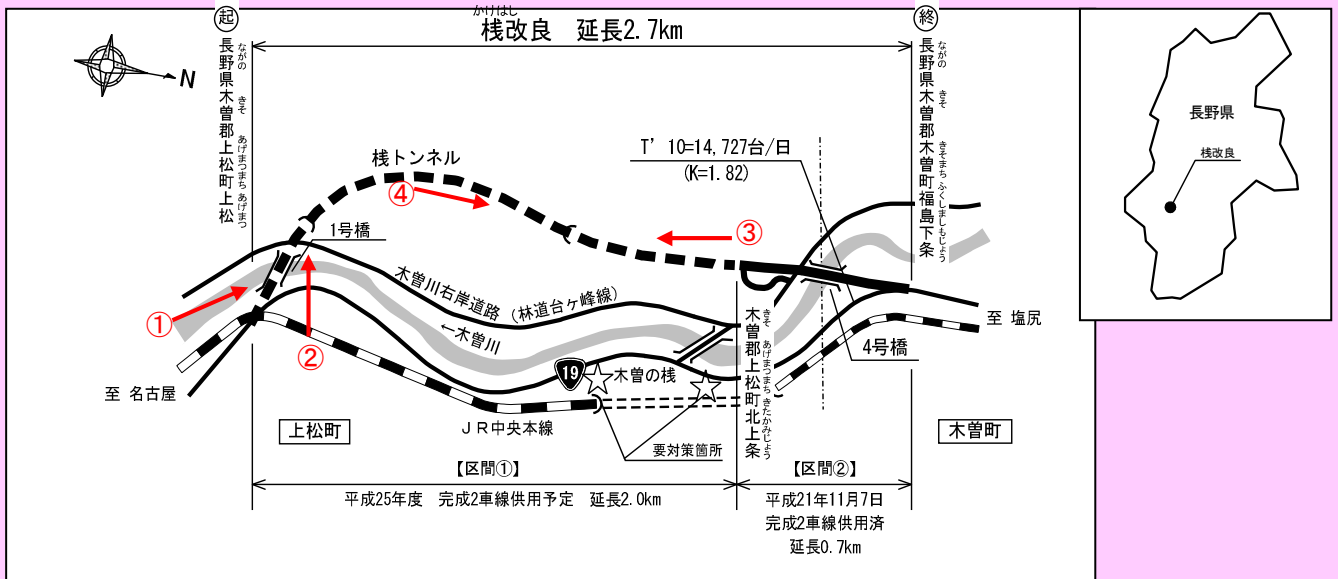 かけはし
桟改良　延長2.7km
起
長野県木曽郡上松町上松
ながの
きそ
あげまつまち あげまつ
終
長野県木曽郡木曽町福島下条
ながの
きそ
きそまち ふくしましもじょう
N
桟トンネル
④
T’10=14,727台/日
(K=1.82)
③
1号橋
木曽川右岸道路（林道台ヶ峰線）
←木曽川
①
②
至 名古屋
19
木曽の桟
木曽郡上松町北上条
きそ
あげまつまち きたかみじょう
4号橋
至 塩尻
上松町
ＪＲ中央本線
要対策箇所
木曽町
【区間①】
平成25年度　完成2車線供用予定　延長2.0km
【区間②】
平成21年11月7日
完成2車線供用済
延長0.7km
長野県
桟改良